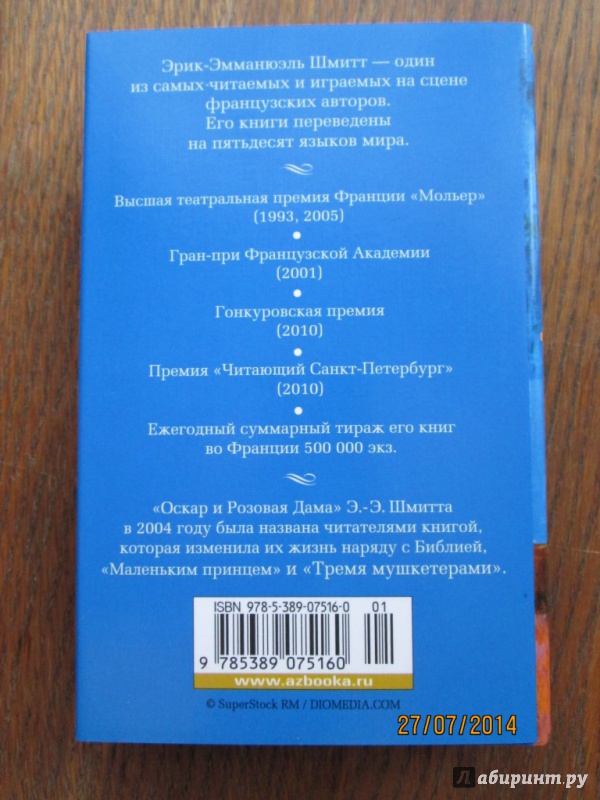 Эрик-Эммануэль Шмитт — один
из самых читаемых и играемых на сцене
французских авторов.
Его книги переведены
на пятьдесят языков мира.
Высшая театральная премия Франции «Мольер»
(1993, 2005)
Гран-при Французской Академии
(2001)
Гонкуровская премия
(2010)
Премия «Читающий Санкт-Петербург»
(2010)
Ежегодный суммарный тираж его книг
во Франции 500 000 экз.
«Оскар и Розовая Дама» Э.-Э. Шмитта
в 2004 году была названа читателями книгой,
которая изменила их жизнь наряду с Библией,
«Маленьким принцем» и «Тремя мушкетерами».
ISBN 978-5-389-07516-0 01
9 785389 075160
www.azbooka.ru
© SuperStock RM / DIOMEDIA.COM
27/07/2014
лабиринт.ру